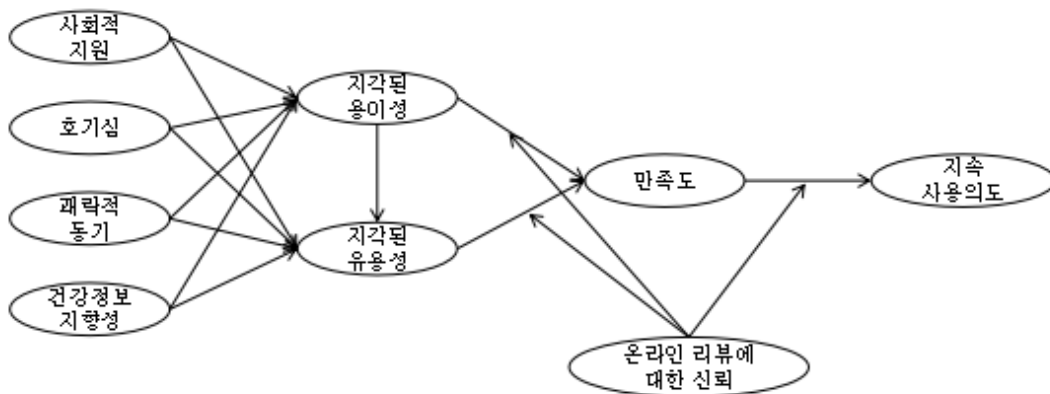 사회적
지원
호기심
쾌락적
동기
건강정보
지향성
지각된
용이성
지각된
유용성
만족도
지속
사용의도
온라인 리뷰에
대한 신뢰